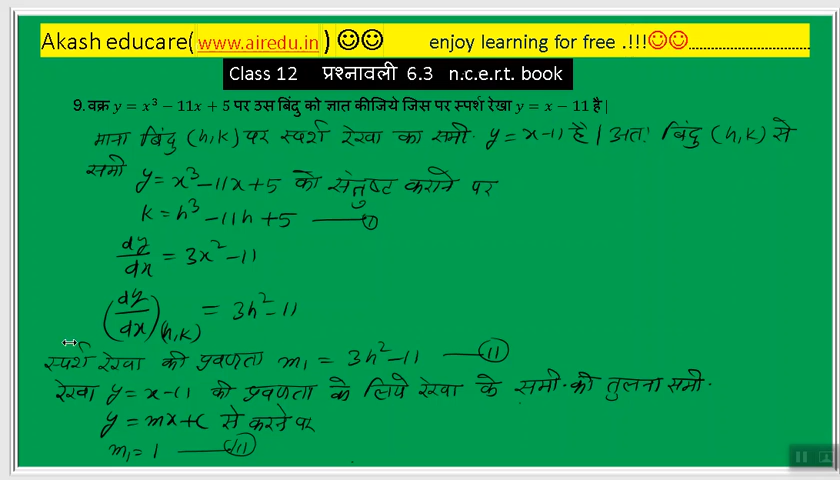 Akash educare( www.airedu.in ) ☺☺ enjoy learning for free .!!!☺☺...............................
Class 12 प्रश्नावली 6.3 n.c.e.r.t. book
9. वक्र y = x³ − 11x + 5 पर उस बिंदु को ज्ञात कीजिये जिस पर स्पर्श रेखा y = x − 11 है |
माना बिंदु (h,k) पर स्पर्श रेखा का समी. y = x-11 है | अतः बिंदु (h,k) से
समी y = x³-11x+5 को संतुष्ट कराने पर
k = h³-11h+5 —— (I)
dy/dx = 3x²-11
(dy/dx)(h,k) = 3h²-11
स्पर्श रेखा की प्रवणता m₁ = 3h²-11 —— (II)
रेखा y = x-11 की प्रवणता के लिये रेखा के समी. की तुलना समी.
y = mx+c से करने पर
m₁ = 1 —— (III)